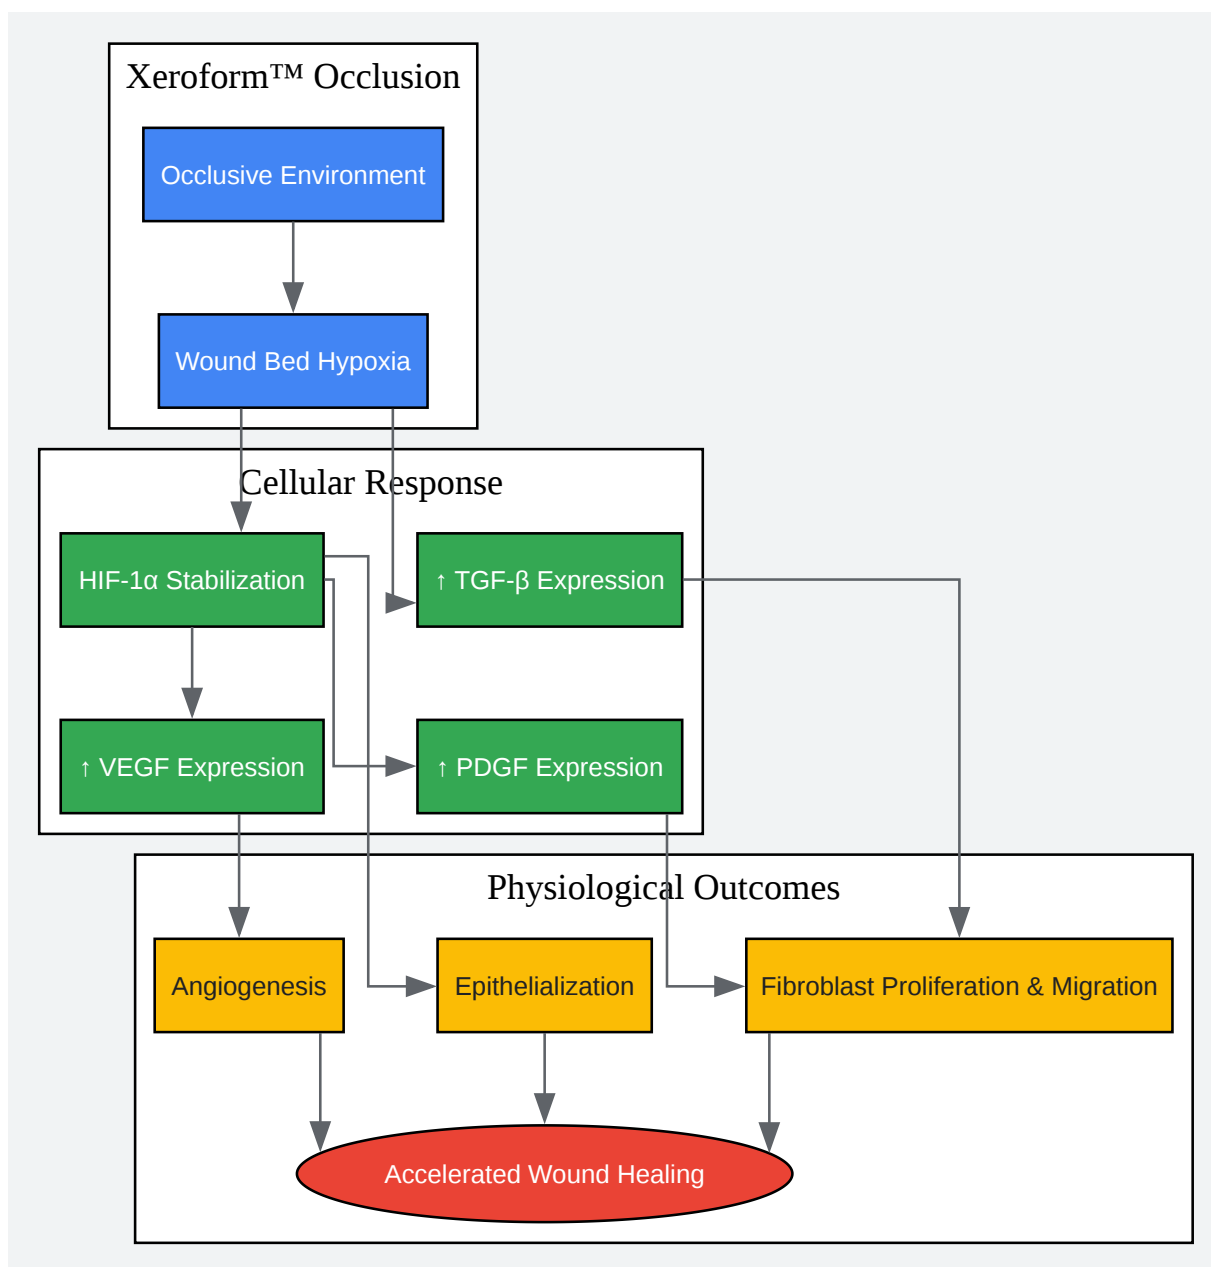 Xeroform™ Occlusion
Occlusive Environment
Wound Bed Hypoxia
Cellular Response
HIF-1α Stabilization
↑ TGF-β Expression
↑ VEGF Expression
↑ PDGF Expression
Physiological Outcomes
Angiogenesis
Epithelialization
Fibroblast Proliferation & Migration
Accelerated Wound Healing